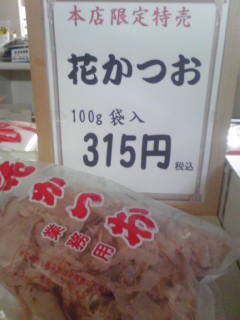 本店限定特売
花かつお
100g 袋入
315円 税込
花かつお
業務用